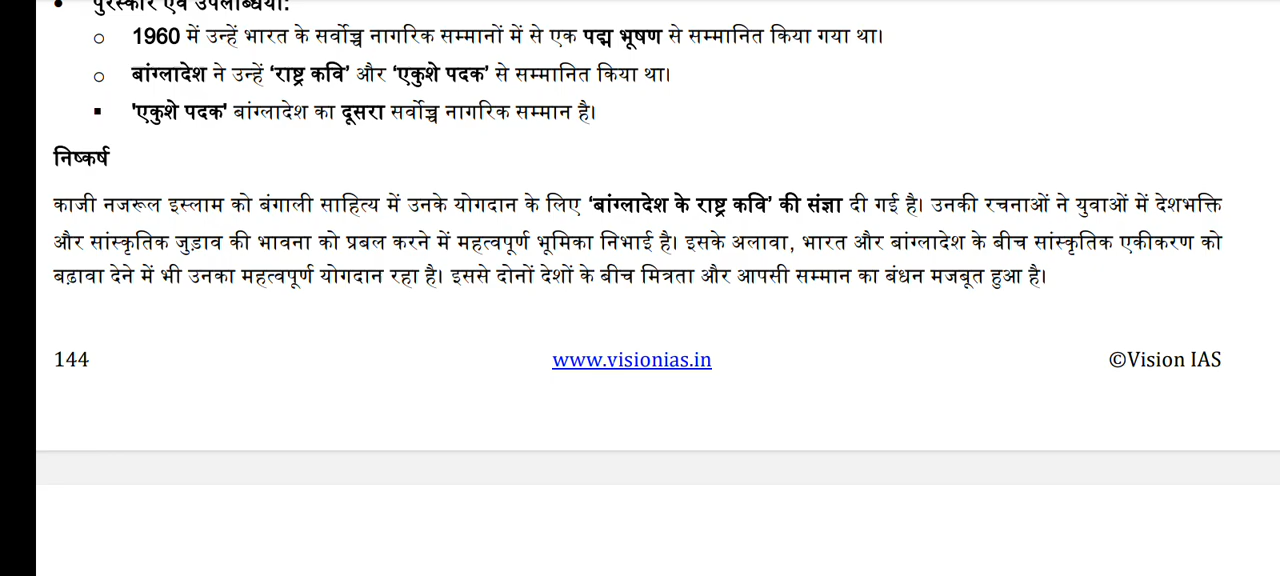 • पुरस्कार एवं उपलब्धियां:
○ 1960 में उन्हें भारत के सर्वोच्च नागरिक सम्मानों में से एक पद्म भूषण से सम्मानित किया गया था।
○ बांग्लादेश ने उन्हें ‘राष्ट्र कवि’ और ‘एकुशे पदक’ से सम्मानित किया था।
▪ 'एकुशे पदक' बांग्लादेश का दूसरा सर्वोच्च नागरिक सम्मान है।
निष्कर्ष
काजी नजरूल इस्लाम को बंगाली साहित्य में उनके योगदान के लिए ‘बांग्लादेश के राष्ट्र कवि’ की संज्ञा दी गई है। उनकी रचनाओं ने युवाओं में देशभक्ति
और सांस्कृतिक जुड़ाव की भावना को प्रबल करने में महत्वपूर्ण भूमिका निभाई है। इसके अलावा, भारत और बांग्लादेश के बीच सांस्कृतिक एकीकरण को
बढ़ावा देने में भी उनका महत्वपूर्ण योगदान रहा है। इससे दोनों देशों के बीच मित्रता और आपसी सम्मान का बंधन मजबूत हुआ है।
144 www.visionias.in ©Vision IAS